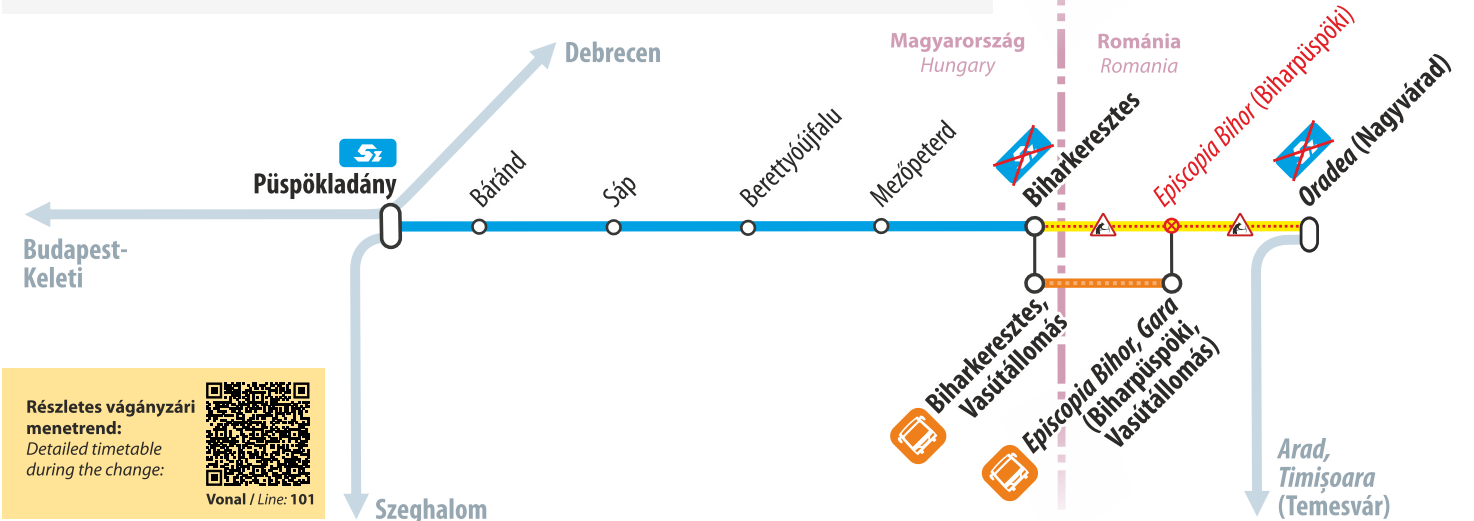 Magyarország
Hungary
Románia
Romania
Debrecen
Sz
Püspökladány
Báránd
Sáp
Berettyóújfalu
Mezőpeterd
Biharkeresztes
Episcopia Bihor (Biharpüspöki)
Oradea (Nagyvárad)
Budapest-
Keleti
Biharkeresztes,
Vasútállomás
Episcopia Bihor, Gara
(Biharpüspöki,
Vasútállomás)
Részletes vágányzári
menetrend:
Detailed timetable
during the change:
Vonal / Line: 101
Szeghalom
Arad,
Timișoara
(Temesvár)